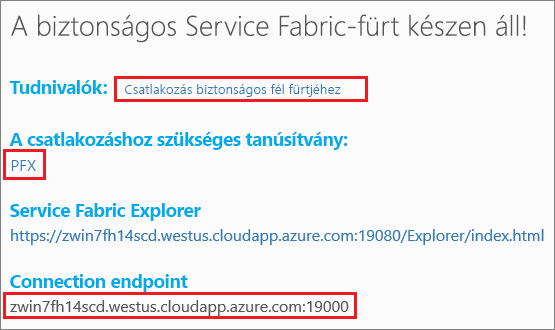 A biztonságos Service Fabric-fürt készen áll!
Tudnivalók: Csatlakozás biztonságos fél fürtjéhez
A csatlakozáshoz szükséges tanúsítvány:
PFX
Service Fabric Explorer
https://zwin7fh14scd.westus.cloudapp.azure.com:19080/Explorer/index.html
Connection endpoint
zwin7fh14scd.westus.cloudapp.azure.com:19000